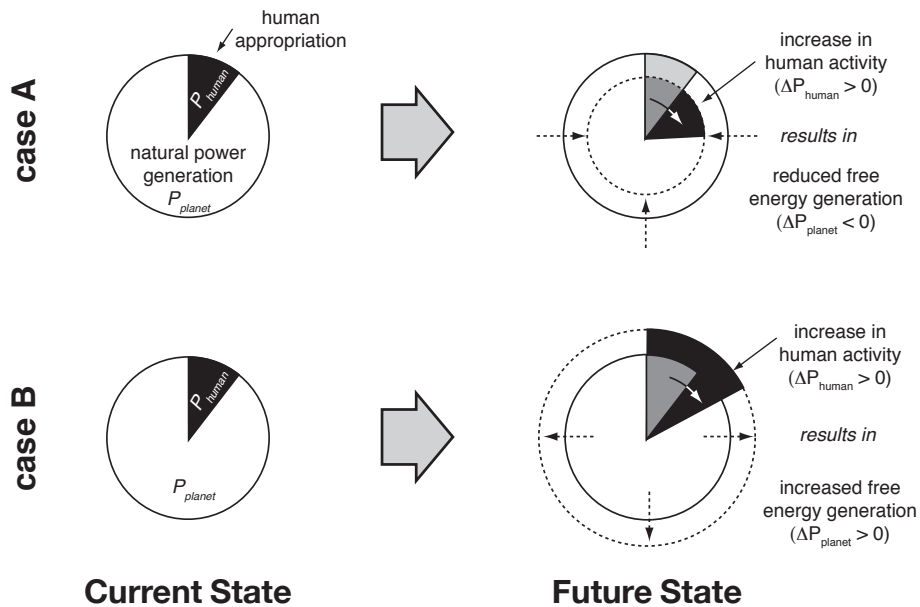 case A
human
appropriation
P human
natural power
generation
P planet
increase in
human activity
(ΔP human > 0)
results in
reduced free
energy generation
(ΔP planet < 0)
case B
P human
P planet
increase in
human activity
(ΔP human > 0)
results in
increased free
energy generation
(ΔP planet > 0)
Current State
Future State